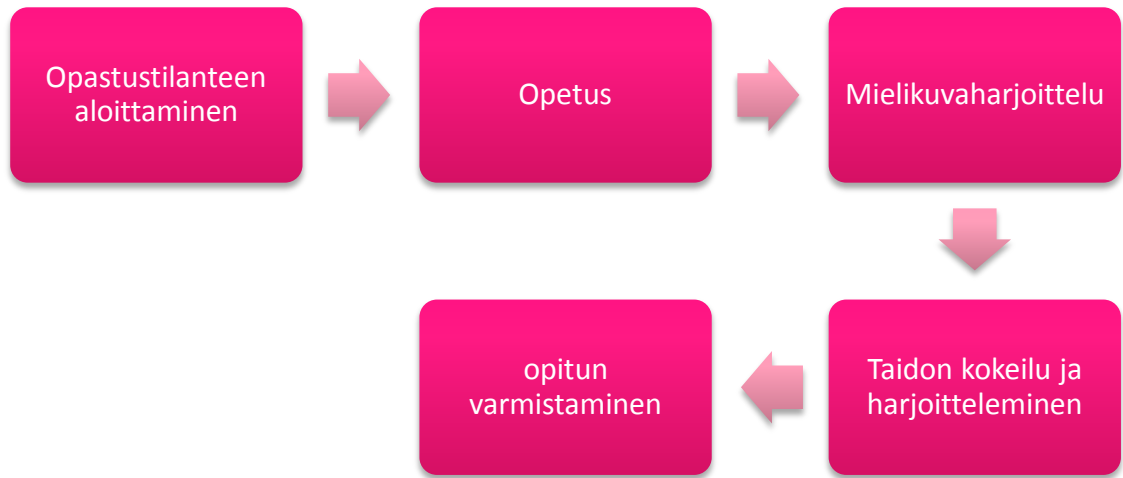 Opastustilanteen
aloittaminen
Opetus
Mielikuvaharjoittelu
Taidon kokeilu ja
harjoitteleminen
opitun
varmistaminen